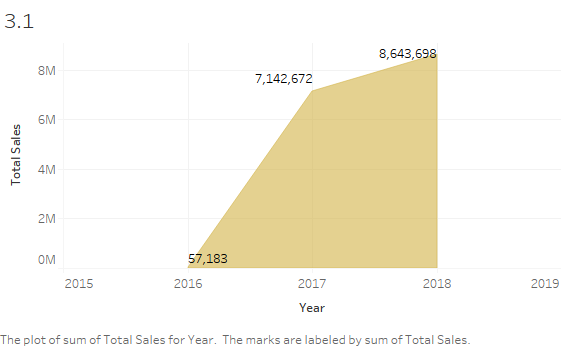 3.1
8,643,698
7,142,672
8M
6M
4M
2M
57,183
0M
Total Sales
2015 2016 2017 2018 2019
Year
The plot of sum of Total Sales for Year. The marks are labeled by sum of Total Sales.